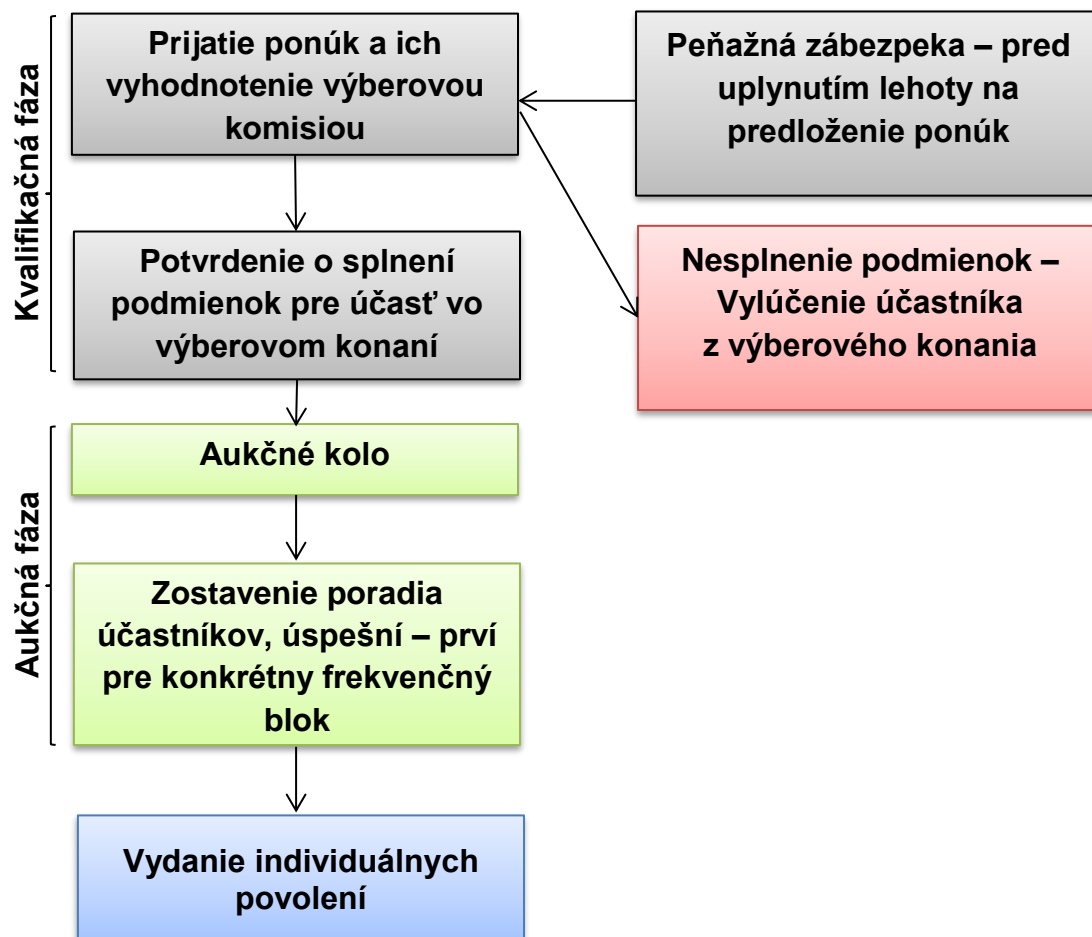 Kvalifikačná fáza
Prijatie ponúk a ich
vyhodnotenie výberovou
komisiou
Peňažná zábezpeka – pred
uplynutím lehoty na
predloženie ponúk
Potvrdenie o splnení
podmienok pre účasť vo
výberovom konaní
Nesplnenie podmienok –
Vylúčenie účastníka
z výberového konania
Aukčná fáza
Aukčné kolo
Zostavenie poradia
účastníkov, úspešní – prví
pre konkrétny frekvenčný
blok
Vydanie individuálnych
povolení